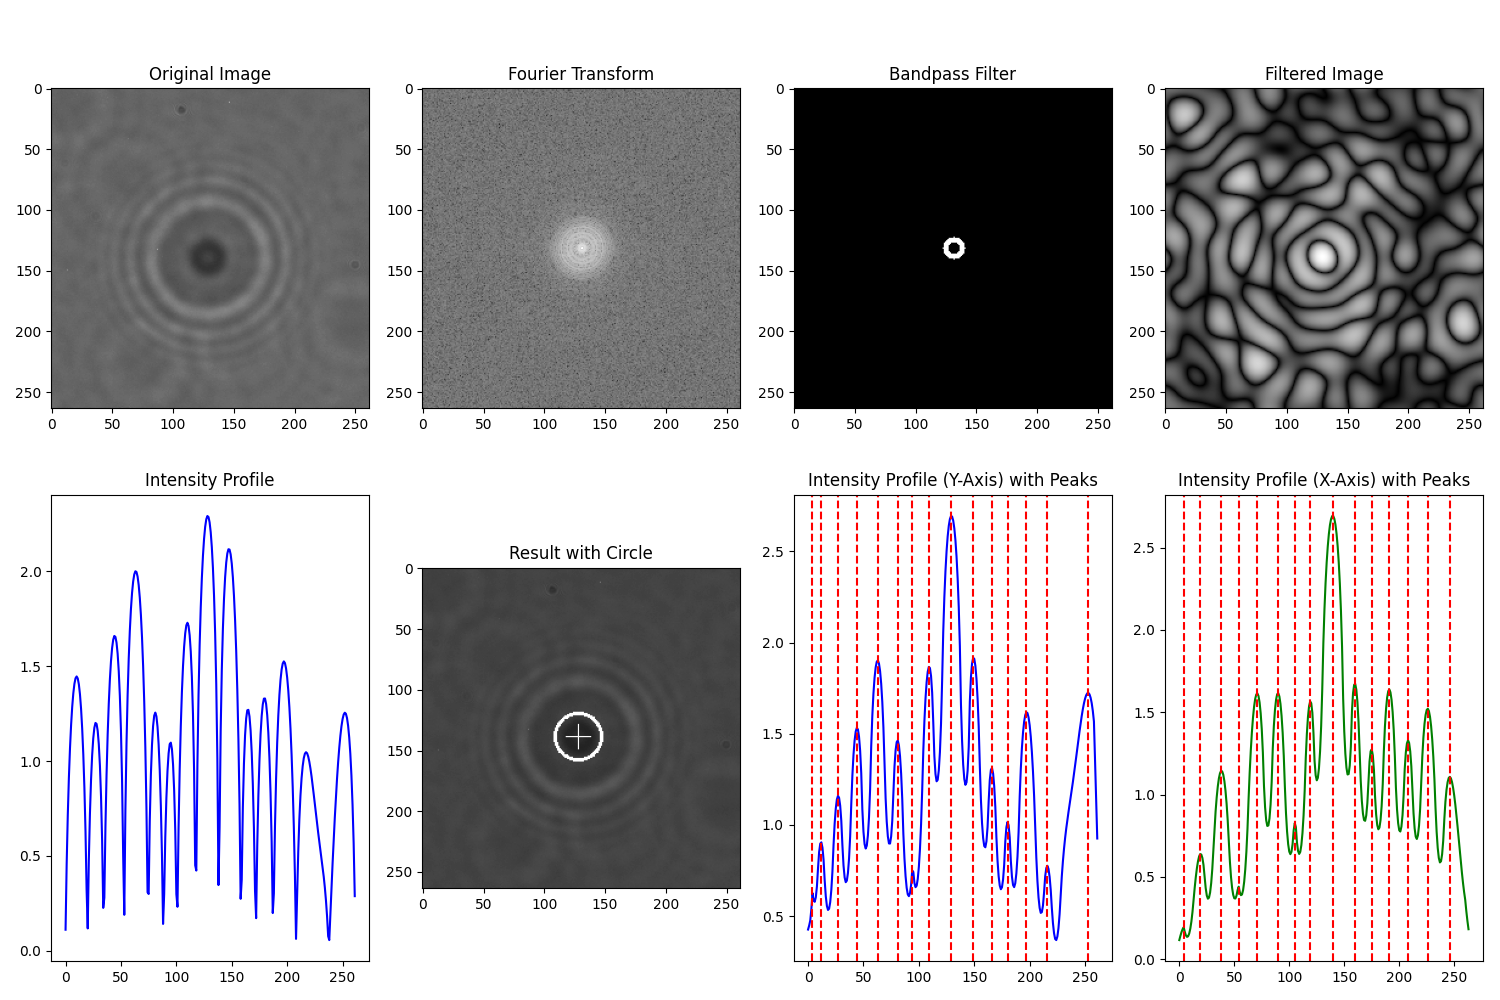 Original Image
Fourier Transform
Bandpass Filter
Filtered Image
0
50
100
150
200
250
0 50 100 150 200 250
0
50
100
150
200
250
0 50 100 150 200 250
0
50
100
150
200
250
0 50 100 150 200 250
0
50
100
150
200
250
0 50 100 150 200 250
Intensity Profile
2.0
1.5
1.0
0.5
0.0
0 50 100 150 200 250
Result with Circle
0
50
100
150
200
250
0 50 100 150 200 250
Intensity Profile (Y-Axis) with Peaks
2.5
2.0
1.5
1.0
0.5
0 50 100 150 200 250
Intensity Profile (X-Axis) with Peaks
2.5
2.0
1.5
1.0
0.5
0.0
0 50 100 150 200 250